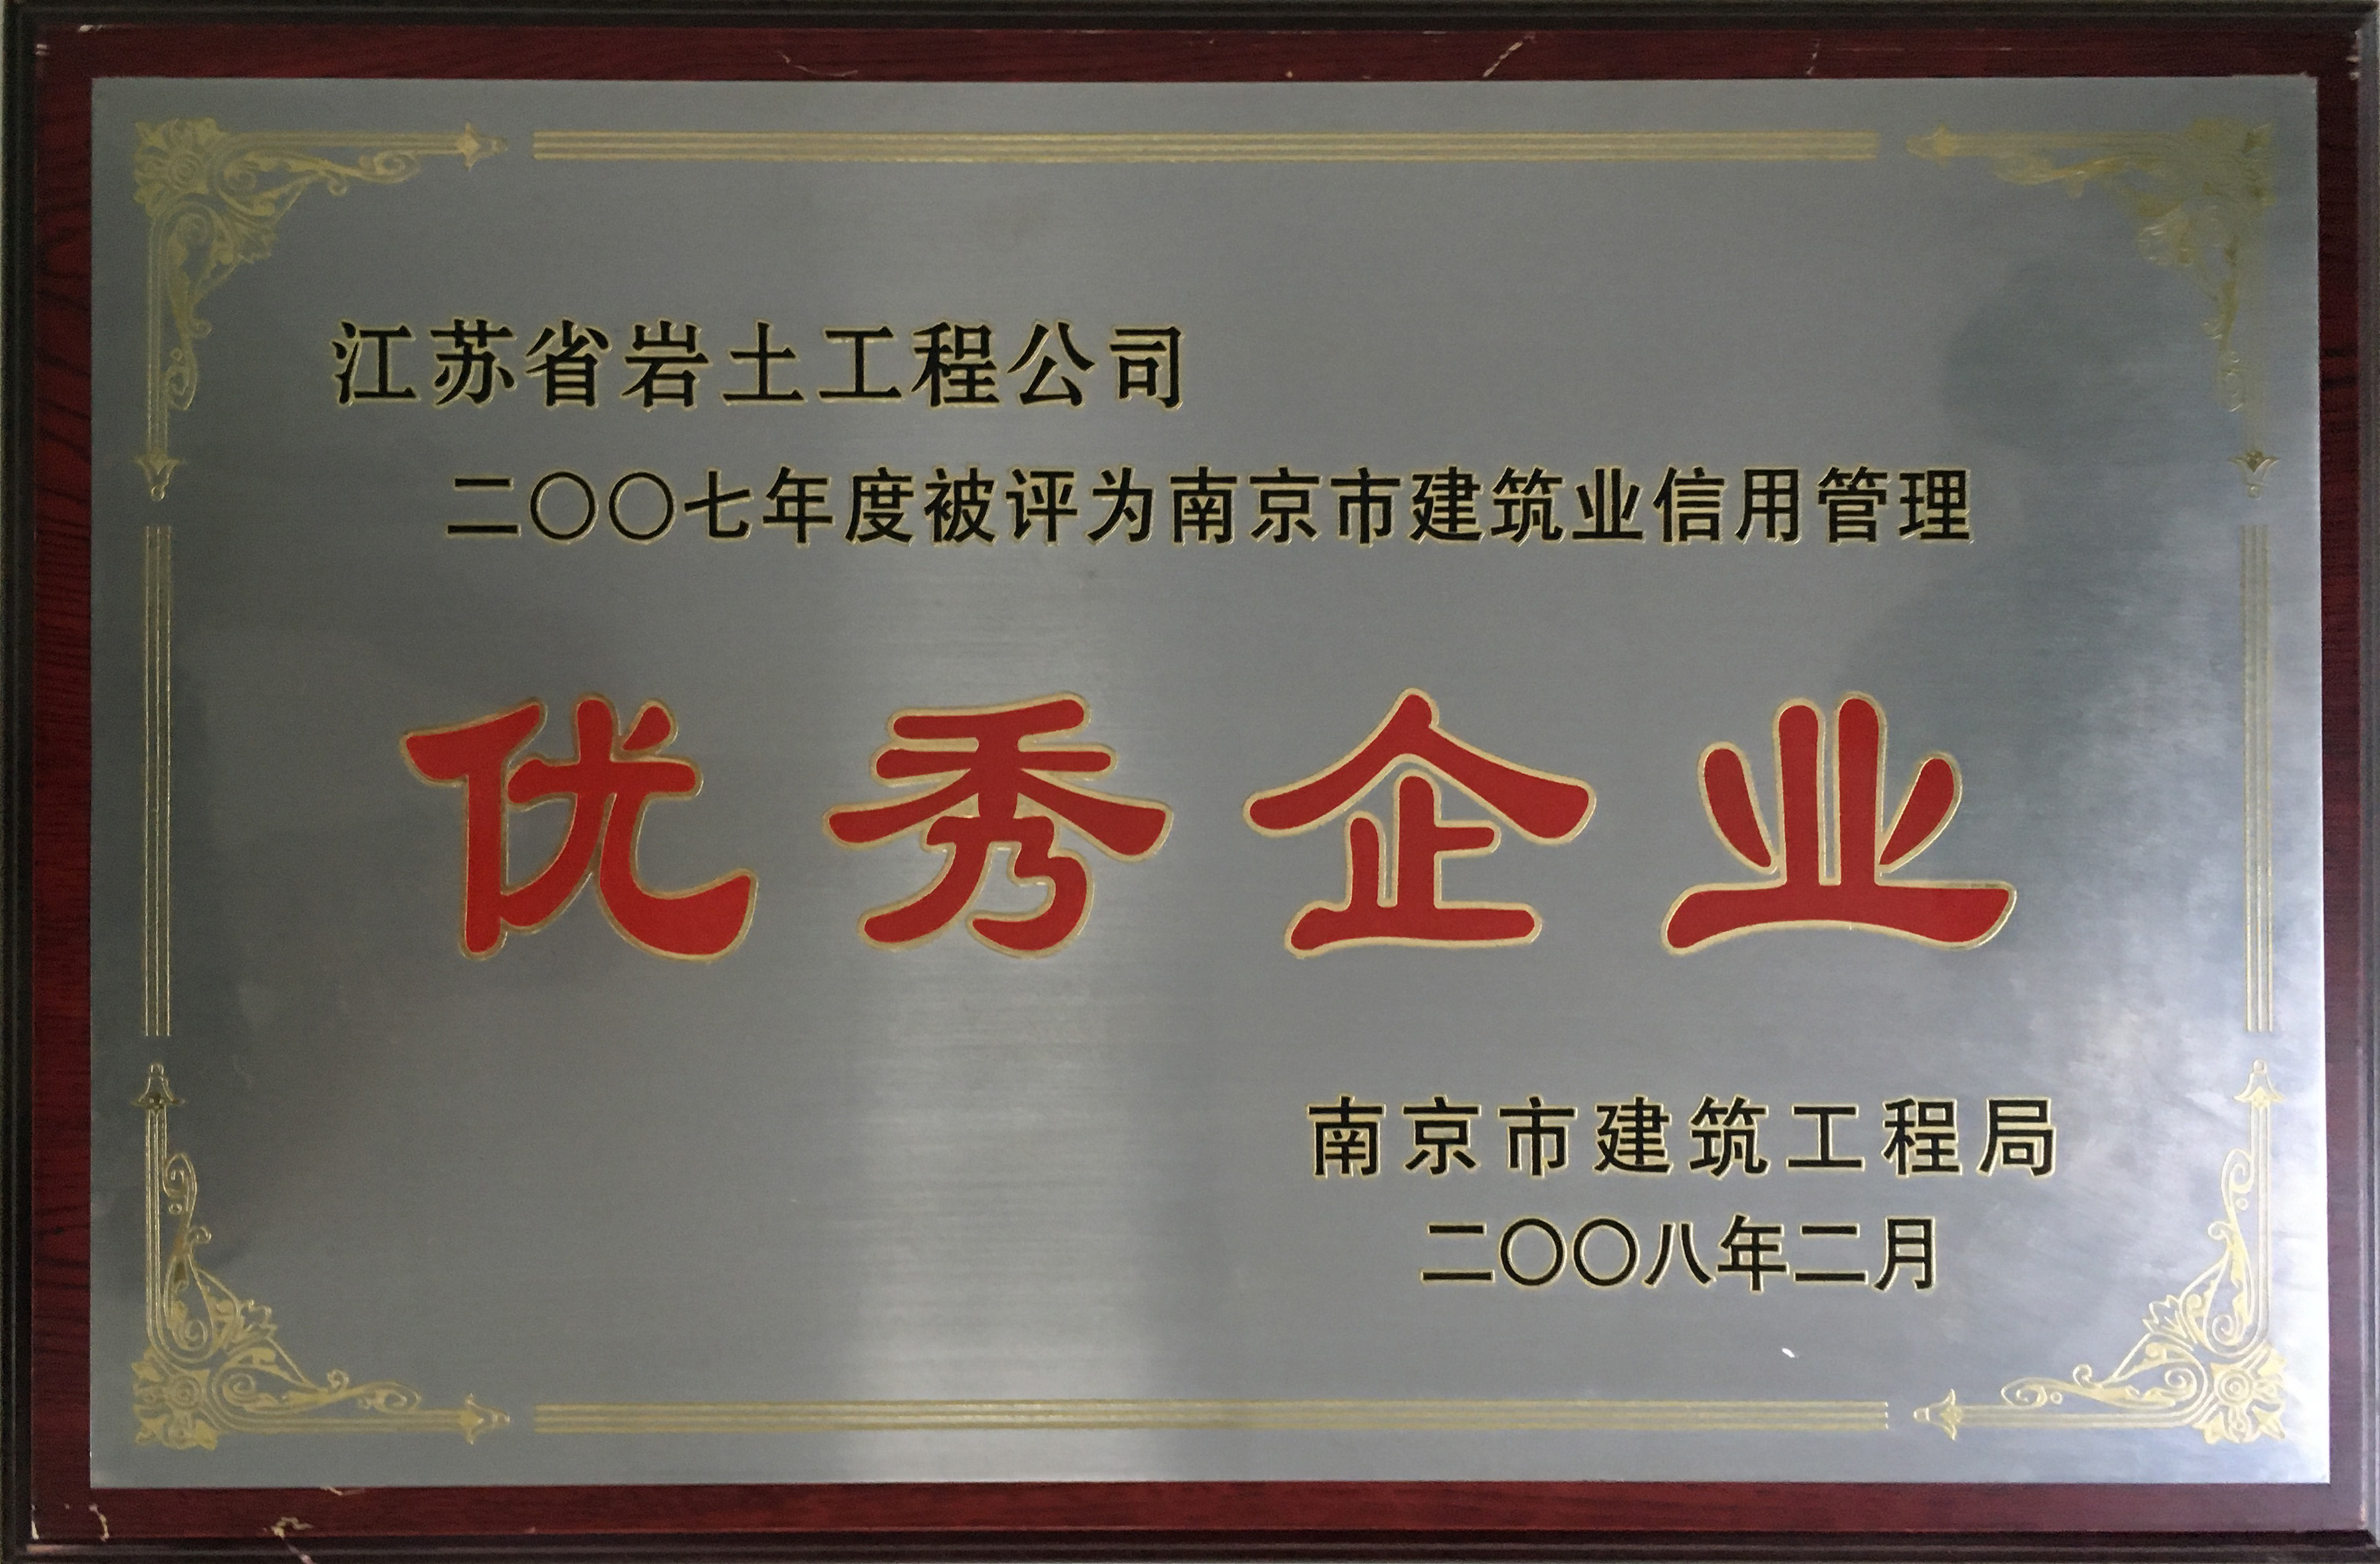 江苏省岩土工程公司
二〇〇七年度被评为南京市建筑业信用管理
优秀企业
南京市建筑工程局
二〇〇八年二月